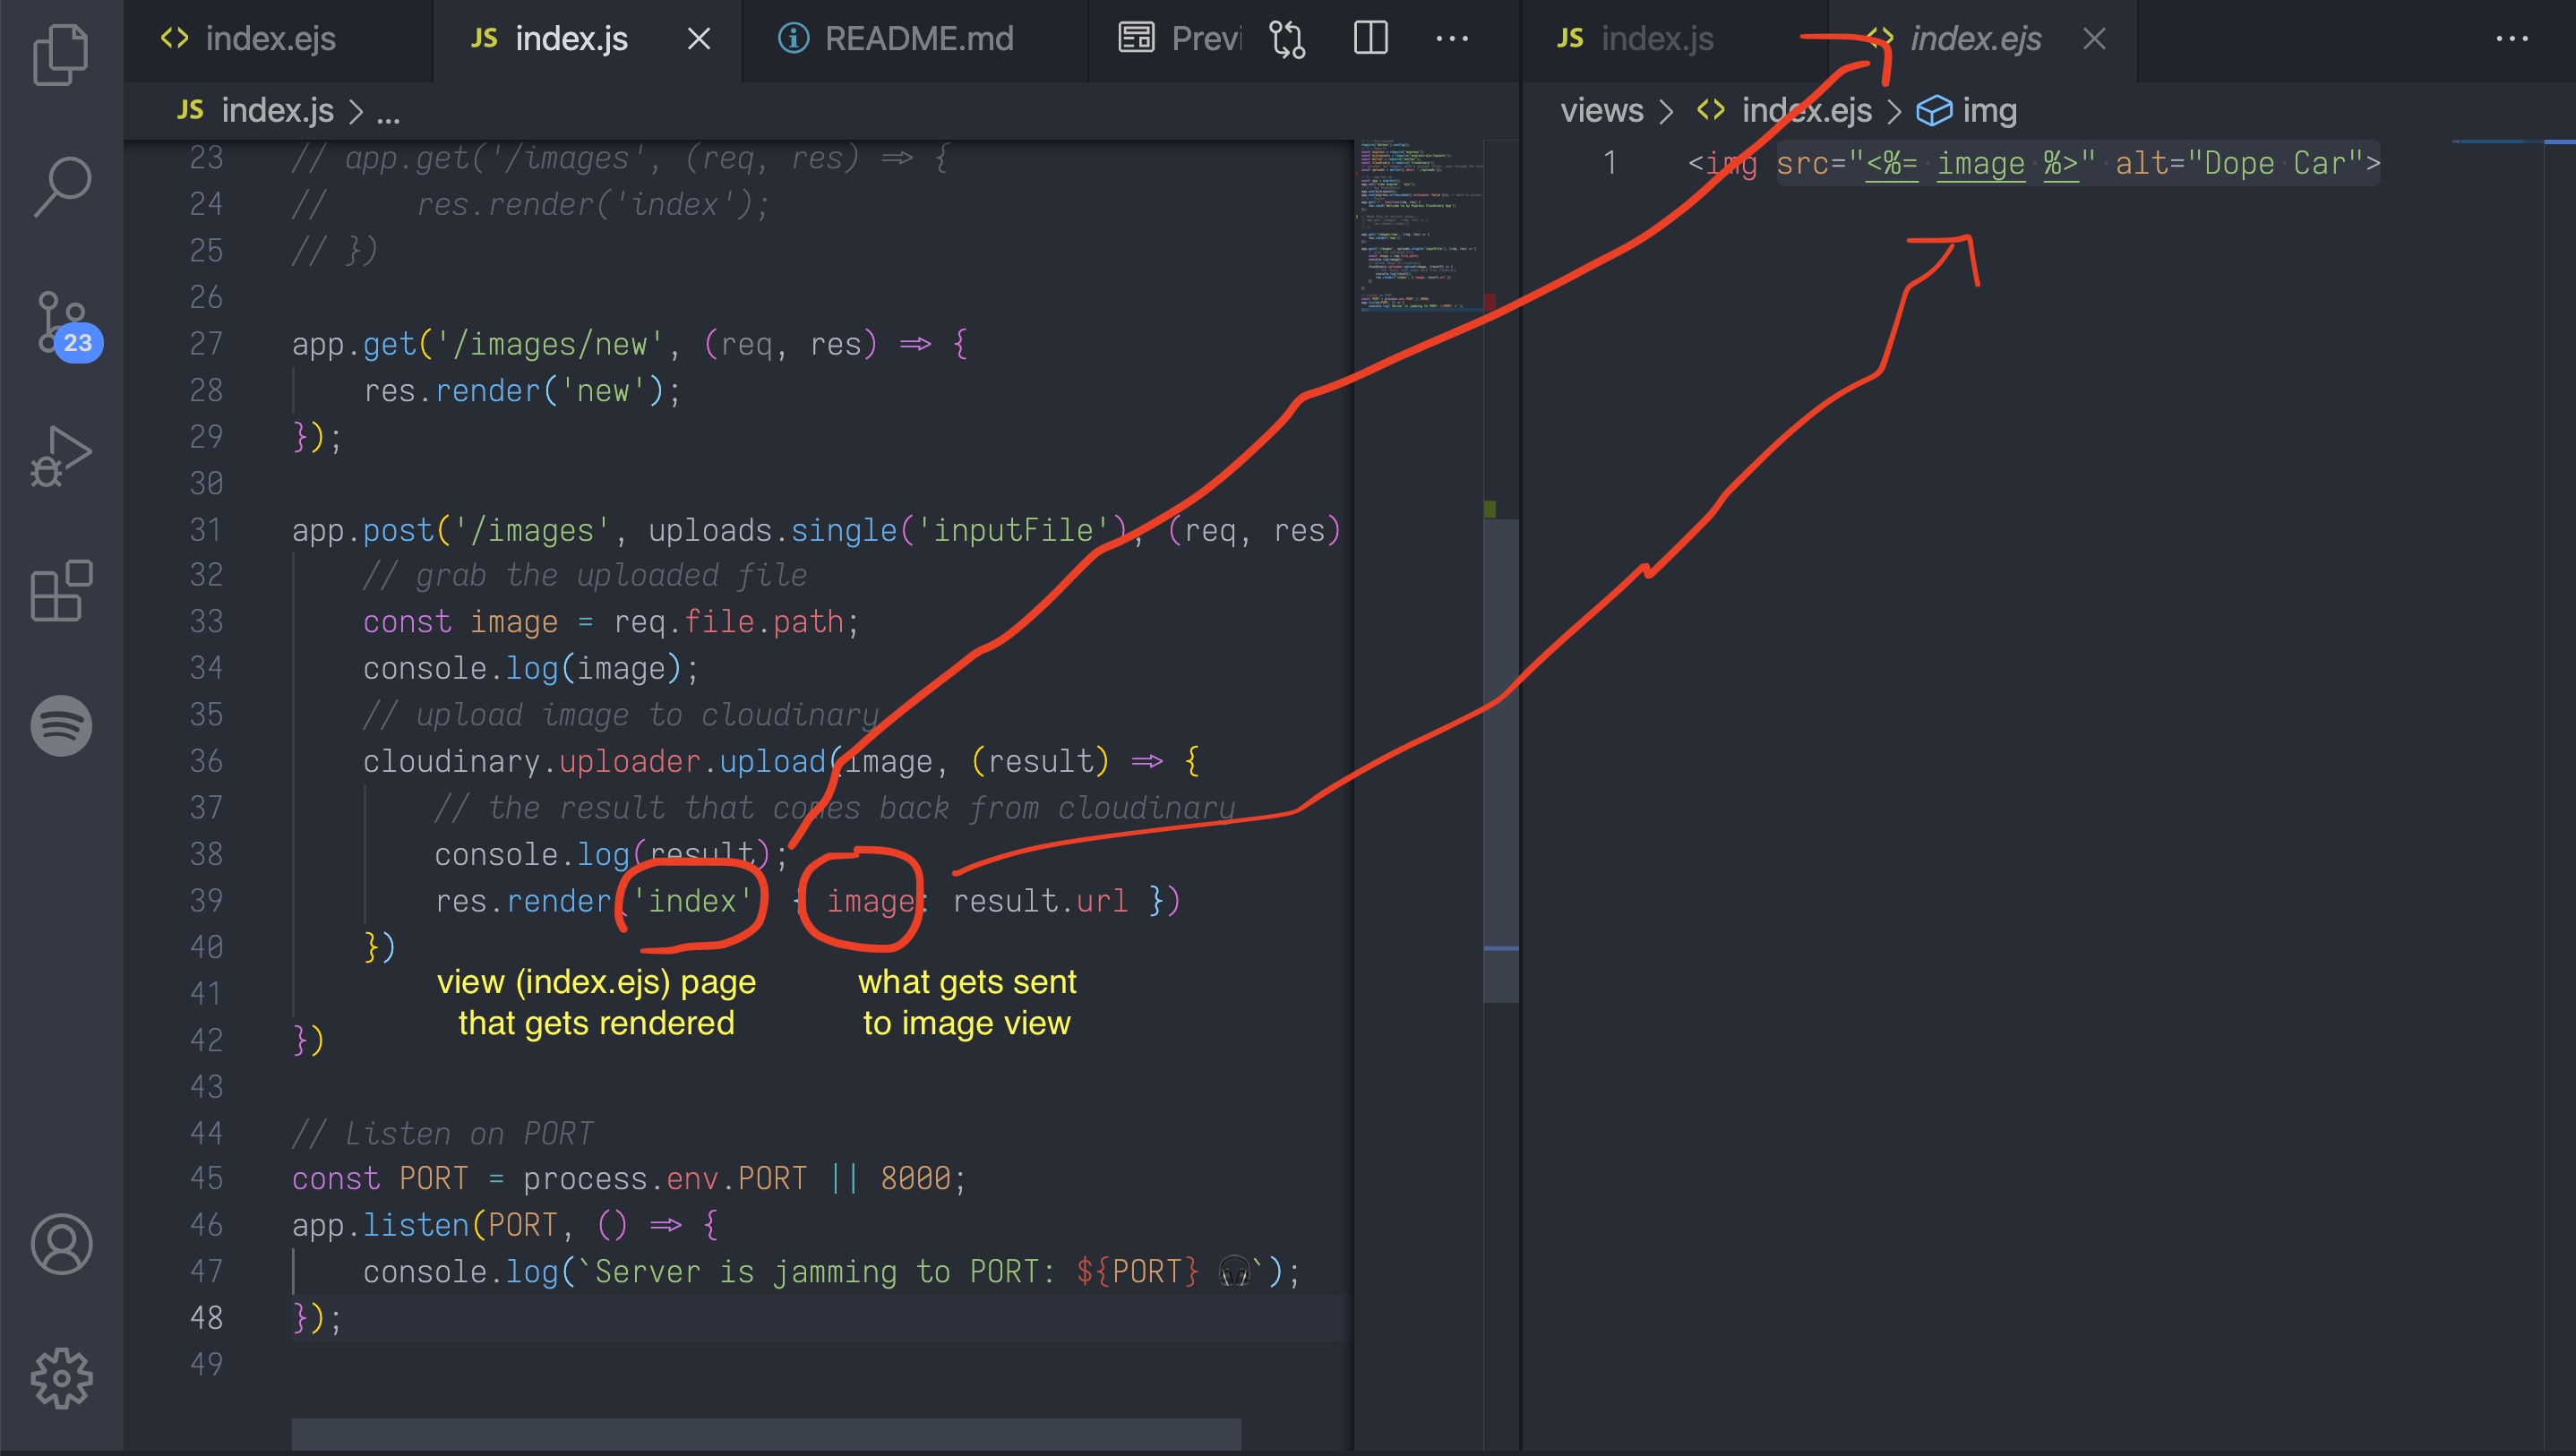 index.ejs
JS index.js
README.md
Previ
JS index.js
index.ejs
JS index.js > ...
views > index.ejs > img
23 // app.get('/images', (req, res) => {
24 //     res.render('index');
25 // })
26
27 app.get('/images/new', (req, res) => {
28     res.render('new');
29 });
30
31 app.post('/images', uploads.single('inputFile'), (req, res)
32     // grab the uploaded file
33     const image = req.file.path;
34     console.log(image);
35     // upload image to cloudinary
36     cloudinary.uploader.upload(image, (result) => {
37         // the result that comes back from cloudinary
38         console.log(result);
39         res.render('index', { image: result.url })
40     })
41
42 })
43
44 // Listen on PORT
45 const PORT = process.env.PORT || 8000;
46 app.listen(PORT, () => {
47     console.log(`Server is jamming to PORT: ${PORT} 🎧`);
48 });
49
view (index.ejs) page
that gets rendered
what gets sent
to image view
1 <img src="<%= image %>" alt="Dope Car">
23